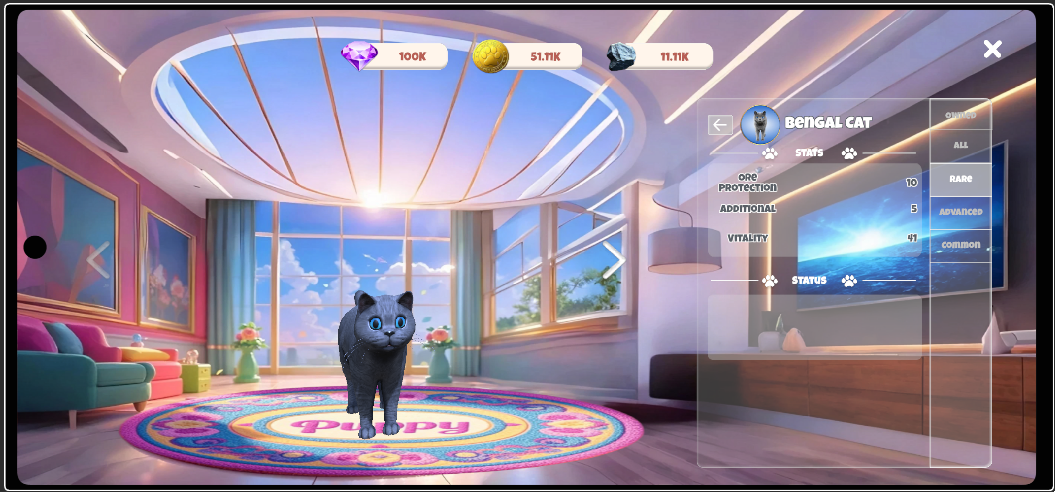 100K
51.11K
11.11K
BENGAL CAT
STATS
ORE
PROTECTION
10
ADDITIONAL
5
VITALITY
41
STATUS
OWNED
ALL
RARE
ADVANCED
COMMON
Puppy